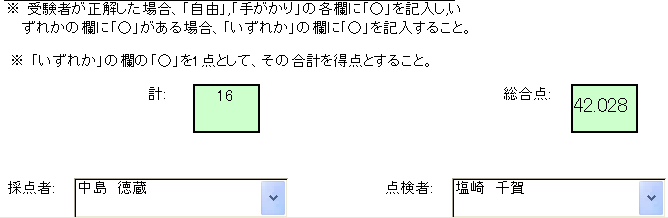 ※ 受験者が正解した場合、「自由」,「手がかり」の各欄に「○」を記入し,い
ずれかの欄に「○」がある場合、「いずれか」の欄に「○」を記入すること。
※ 「いずれか」の欄の「○」を1点として、その合計を得点とすること。
計: 16 総合点: 42.028
採点者: 中島 徳蔵 点検者: 塩崎 千賀